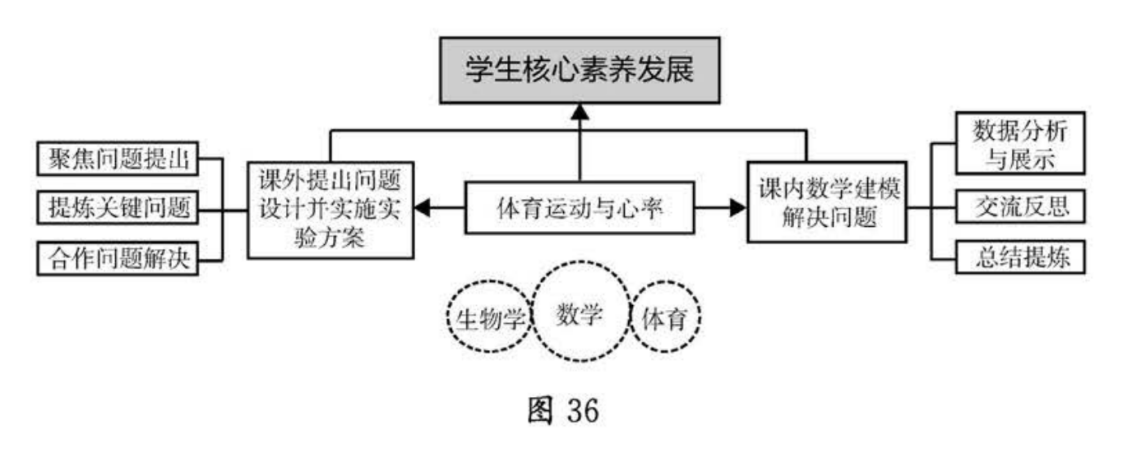 学生核心素养发展
聚焦问题提出
提炼关键问题
合作问题解决
课外提出问题
设计并实施实
验方案
体育运动与心率
课内数学建模
解决问题
数据分析
与展示
交流反思
总结提炼
生物学
数学
体育
图 36